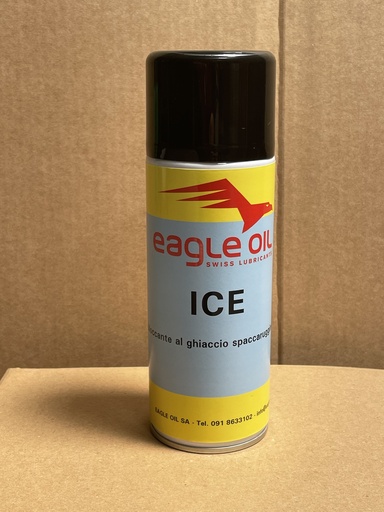 eagle OIL
SWISS LUBRICANTS
ICE
al ghiaccio
EAGLE OIL SA - Tel. 091 8633102 -